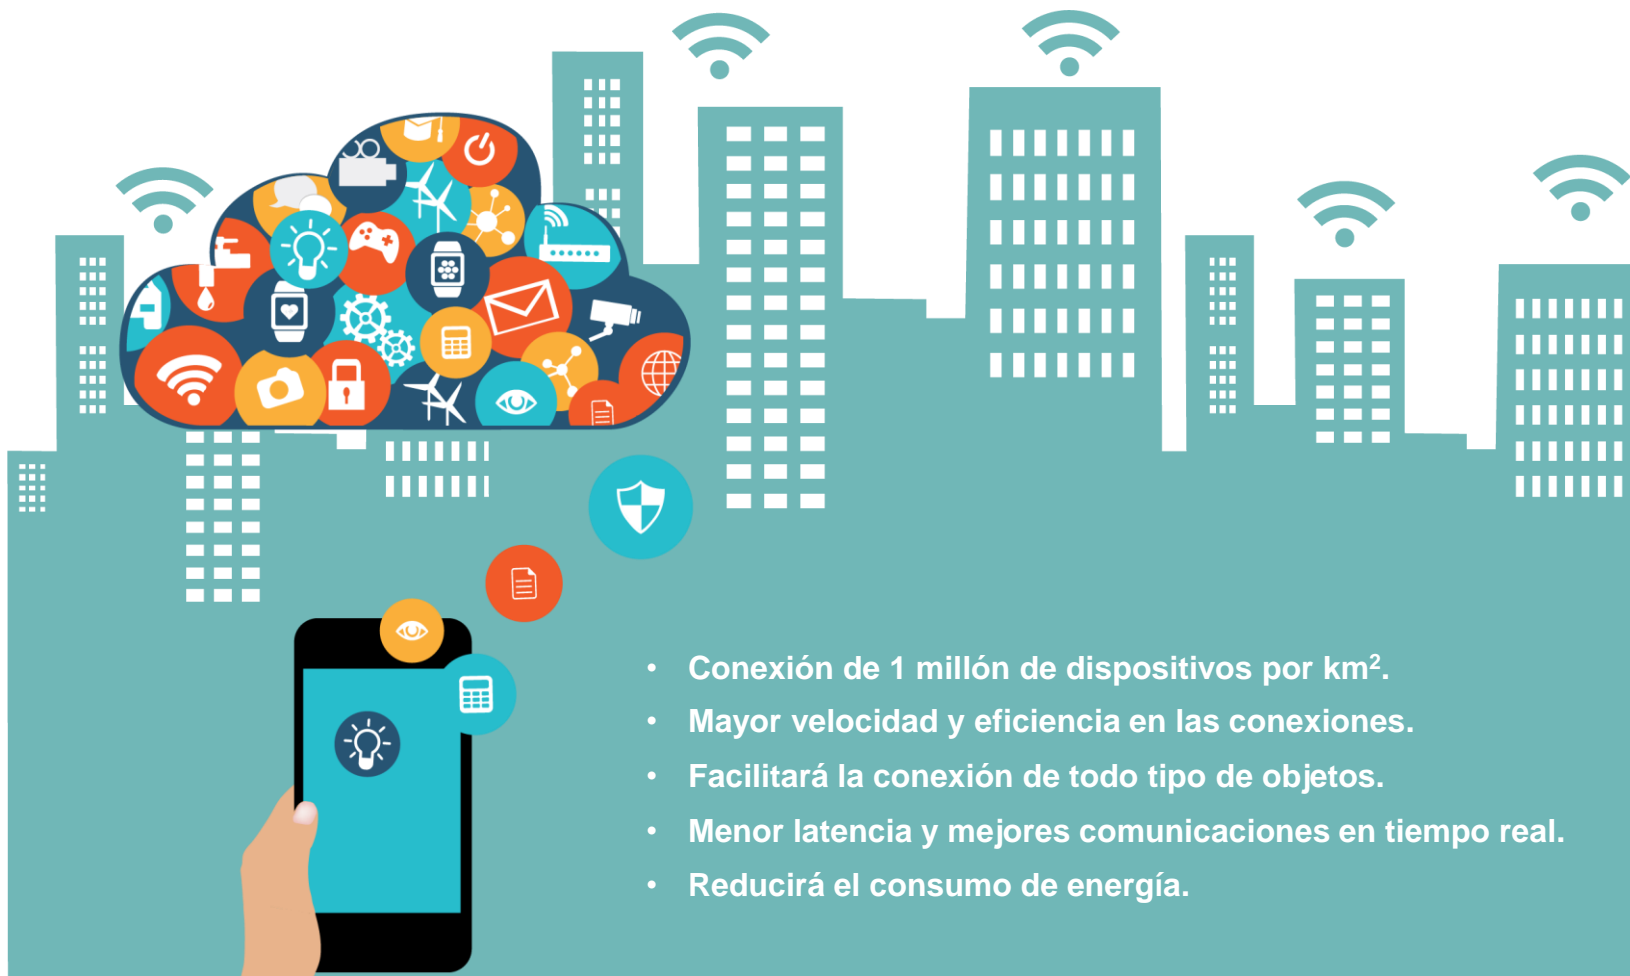 • Conexión de 1 millón de dispositivos por km².
• Mayor velocidad y eficiencia en las conexiones.
• Facilitará la conexión de todo tipo de objetos.
• Menor latencia y mejores comunicaciones en tiempo real.
• Reducirá el consumo de energía.